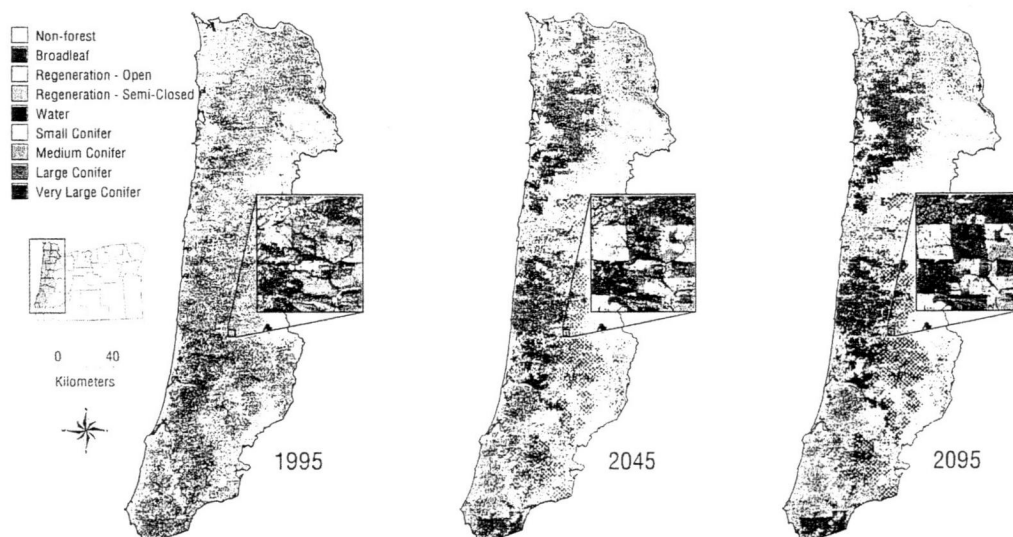 Non-forest
Broadleaf
Regeneration - Open
Regeneration - Semi-Closed
Water
Small Conifer
Medium Conifer
Large Conifer
Very Large Conifer
0 40
Kilometers
1995
2045
2095